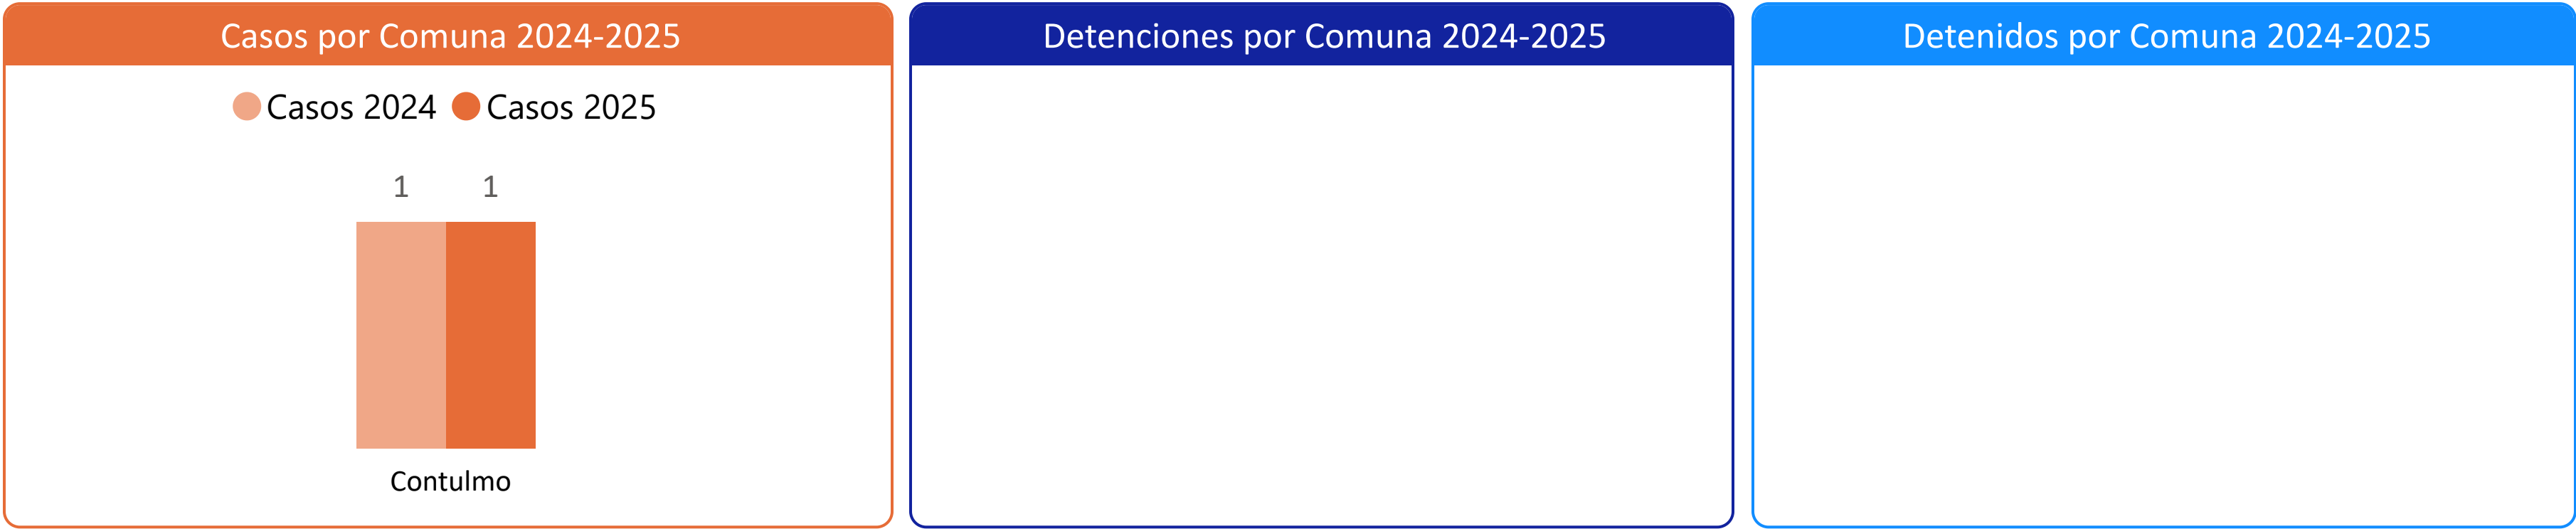 Casos por Comuna 2024-2025
Casos 2024 Casos 2025
1 1
Contulmo
Detenciones por Comuna 2024-2025
Detenidos por Comuna 2024-2025